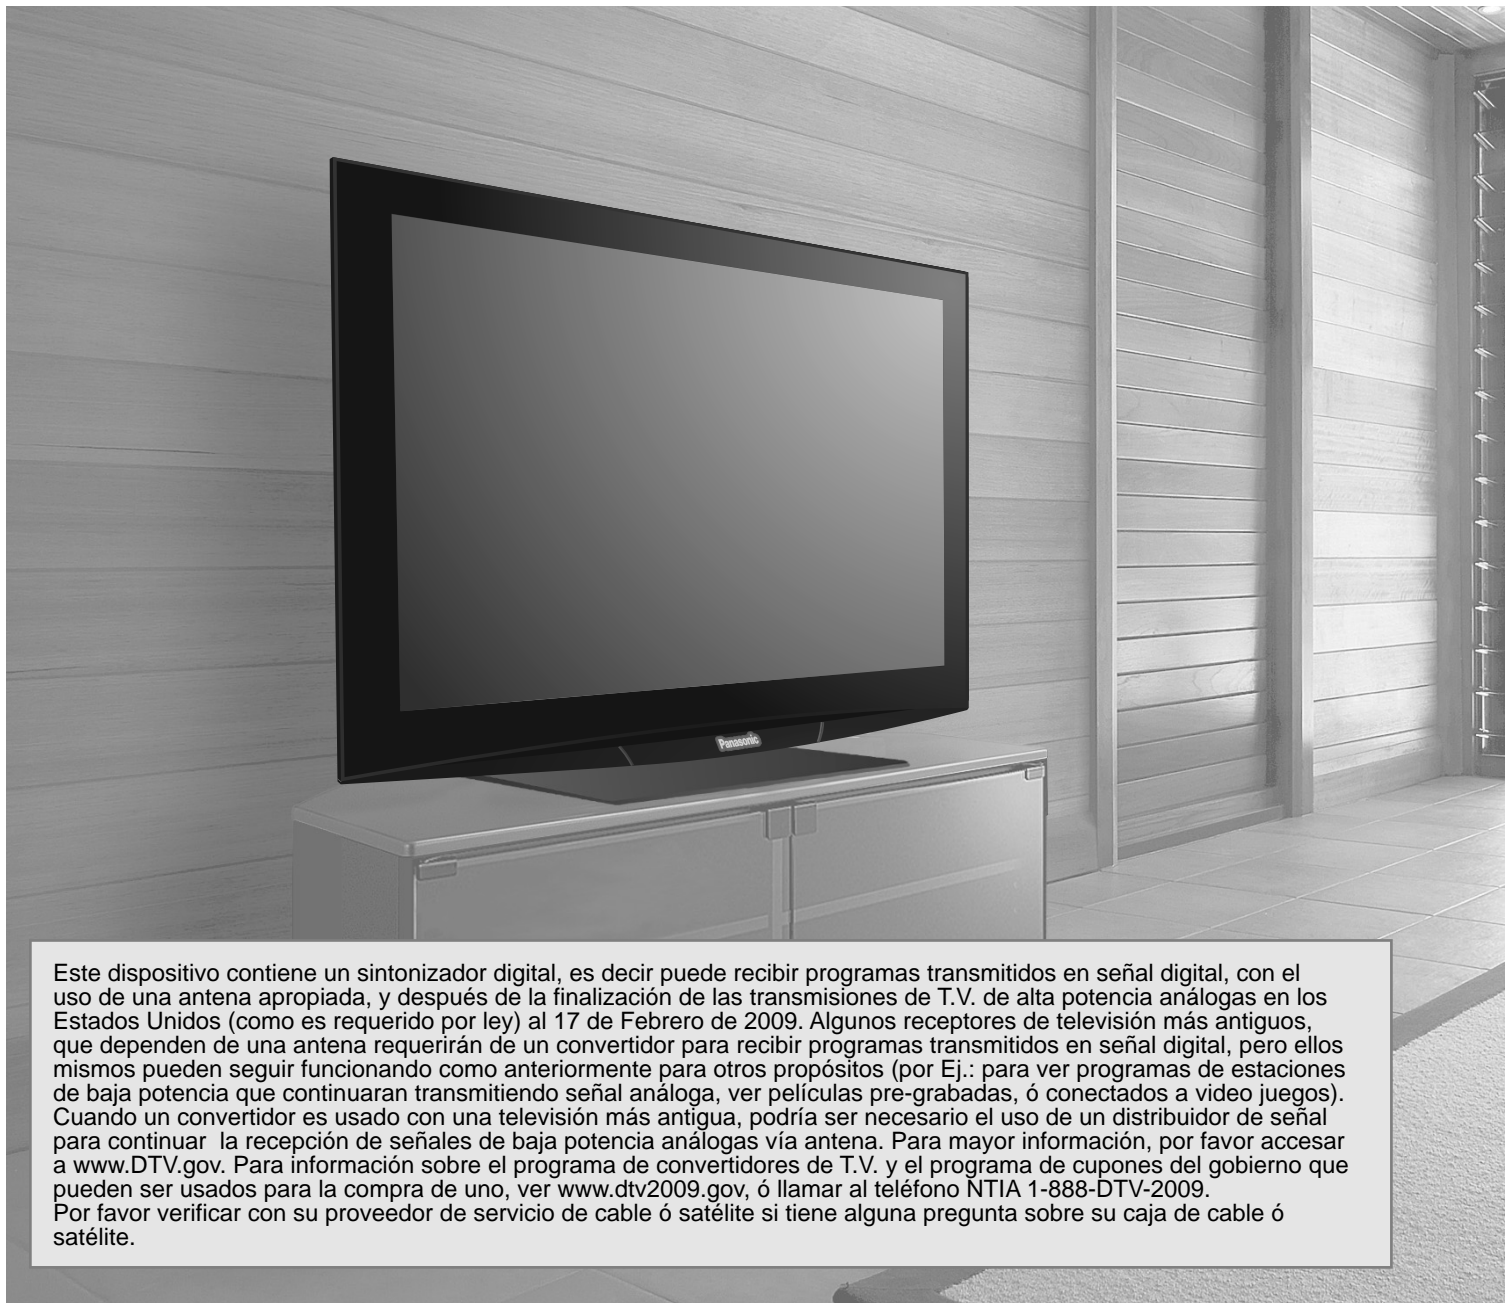 Panasonic
Este dispositivo contiene un sintonizador digital, es decir puede recibir programas transmitidos en señal digital, con el
uso de una antena apropiada, y después de la finalización de las transmisiones de T.V. de alta potencia análogas en los
Estados Unidos (como es requerido por ley) al 17 de Febrero de 2009. Algunos receptores de televisión más antiguos,
que dependen de una antena requerirán de un convertidor para recibir programas transmitidos en señal digital, pero ellos
mismos pueden seguir funcionando como anteriormente para otros propósitos (por Ej.: para ver programas de estaciones
de baja potencia que continuaran transmitiendo señal análoga, ver películas pre-grabadas, ó conectados a video juegos).
Cuando un convertidor es usado con una televisión más antigua, podría ser necesario el uso de un distribuidor de señal
para continuar  la recepción de señales de baja potencia análogas vía antena. Para mayor información, por favor accesar
a www.DTV.gov. Para información sobre el programa de convertidores de T.V. y el programa de cupones del gobierno que
pueden ser usados para la compra de uno, ver www.dtv2009.gov, ó llamar al teléfono NTIA 1-888-DTV-2009.
Por favor verificar con su proveedor de servicio de cable ó satélite si tiene alguna pregunta sobre su caja de cable ó
satélite.